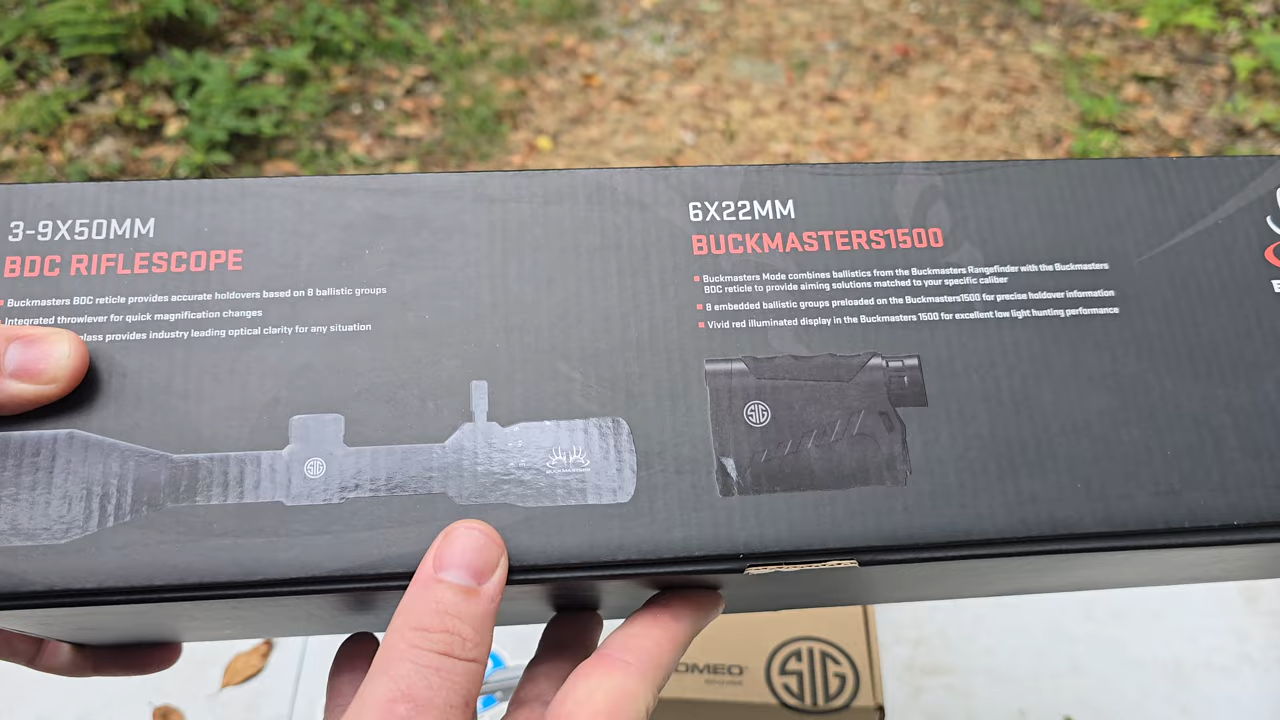 3-9X50MM
BDC RIFLESCOPE
Buckmasters BDC reticle provides accurate holdovers based on 8 ballistic groups
Integrated throwlever for quick magnification changes
glass provides industry leading optical clarity for any situation
SIG
BUCKMASTERS
6X22MM
BUCKMASTERS1500
Buckmasters Mode combines ballistics from the Buckmasters Rangefinder with the Buckmasters
BDC reticle to provide aiming solutions matched to your specific caliber
8 embedded ballistic groups preloaded on the Buckmasters1500 for precise holdover information
Vivid red illuminated display in the Buckmasters 1500 for excellent low light hunting performance
SIG
OMEO
SIG